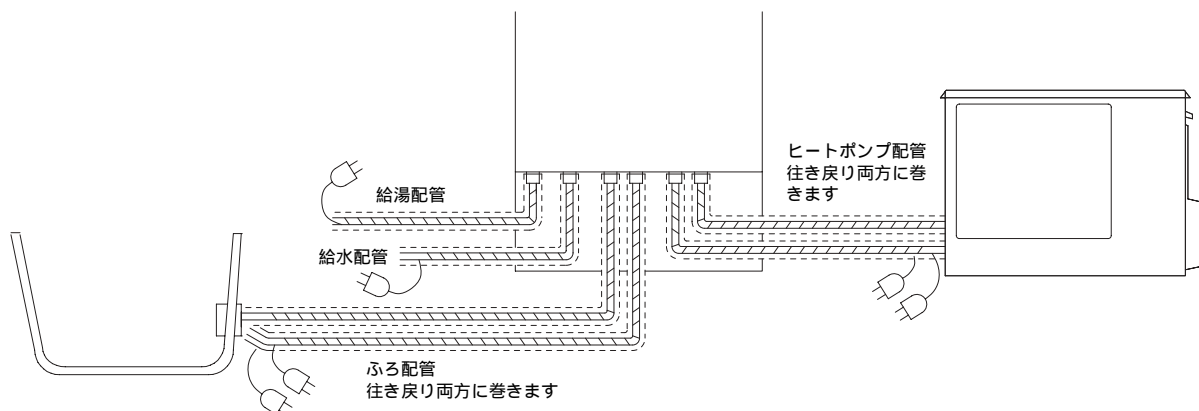 ヒートポンプ配管
往き戻り両方に巻
きます
給湯配管
給水配管
ふろ配管
往き戻り両方に巻きます